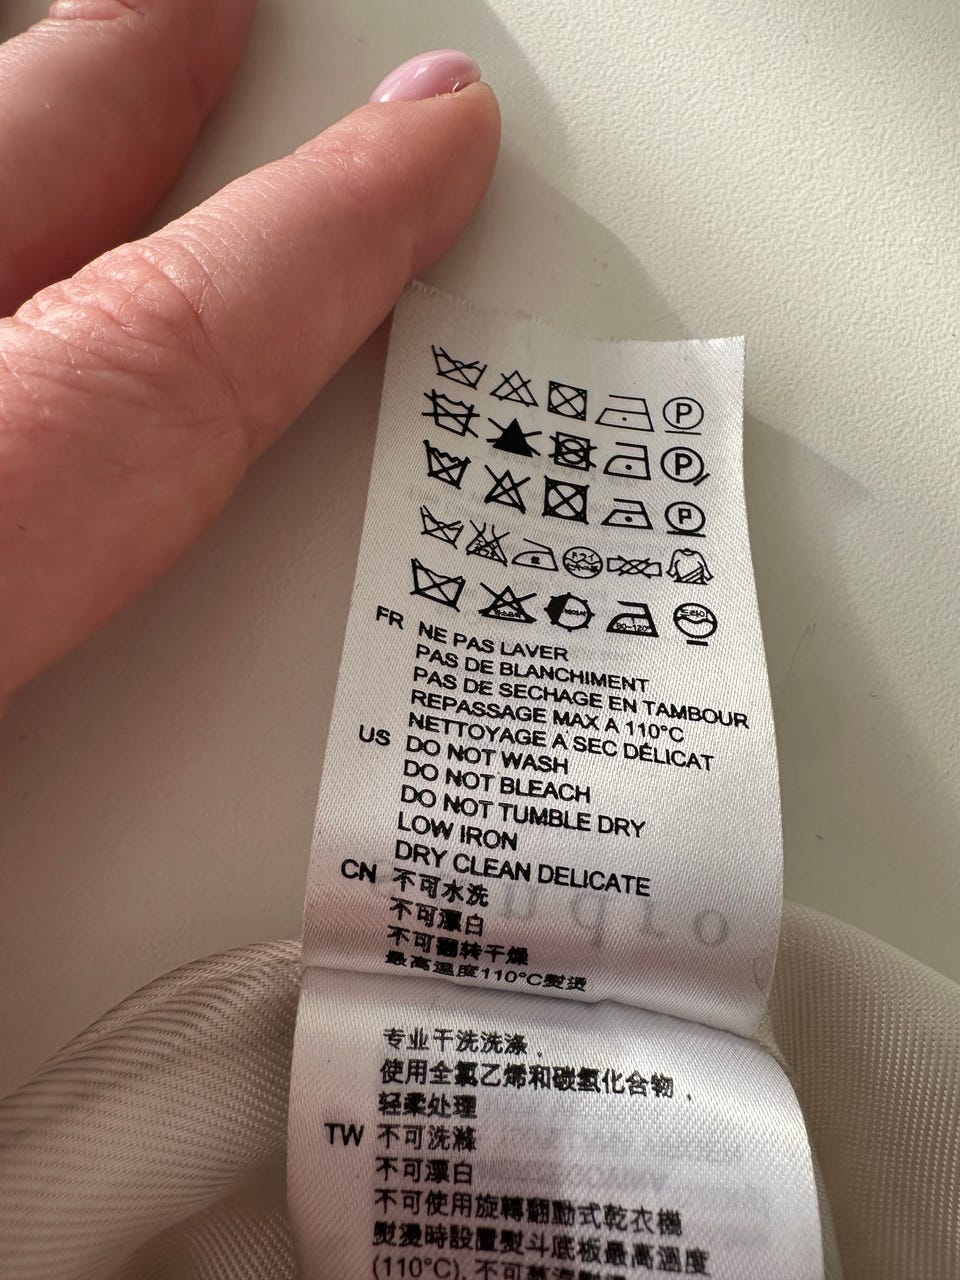 P
P
P
FR NE PAS LAVER
PAS DE BLANCHIMENT
PAS DE SECHAGE EN TAMBOUR
REPASSAGE MAX A 110°C
NETTOYAGE A SEC DÉLICAT
US DO NOT WASH
DO NOT BLEACH
DO NOT TUMBLE DRY
LOW IRON
DRY CLEAN DELICATE
CN 不可水洗
不可漂白
不可翻转干燥
最高温度110°C熨烫
专业干洗洗涤，
使用全氯乙烯和碳氢化合物，
轻柔处理
TW 不可洗滌
不可漂白
不可使用旋轉翻動式乾衣機
熨燙時設置熨斗底板最高溫度
(110°C), 不可蒸汽熨燙